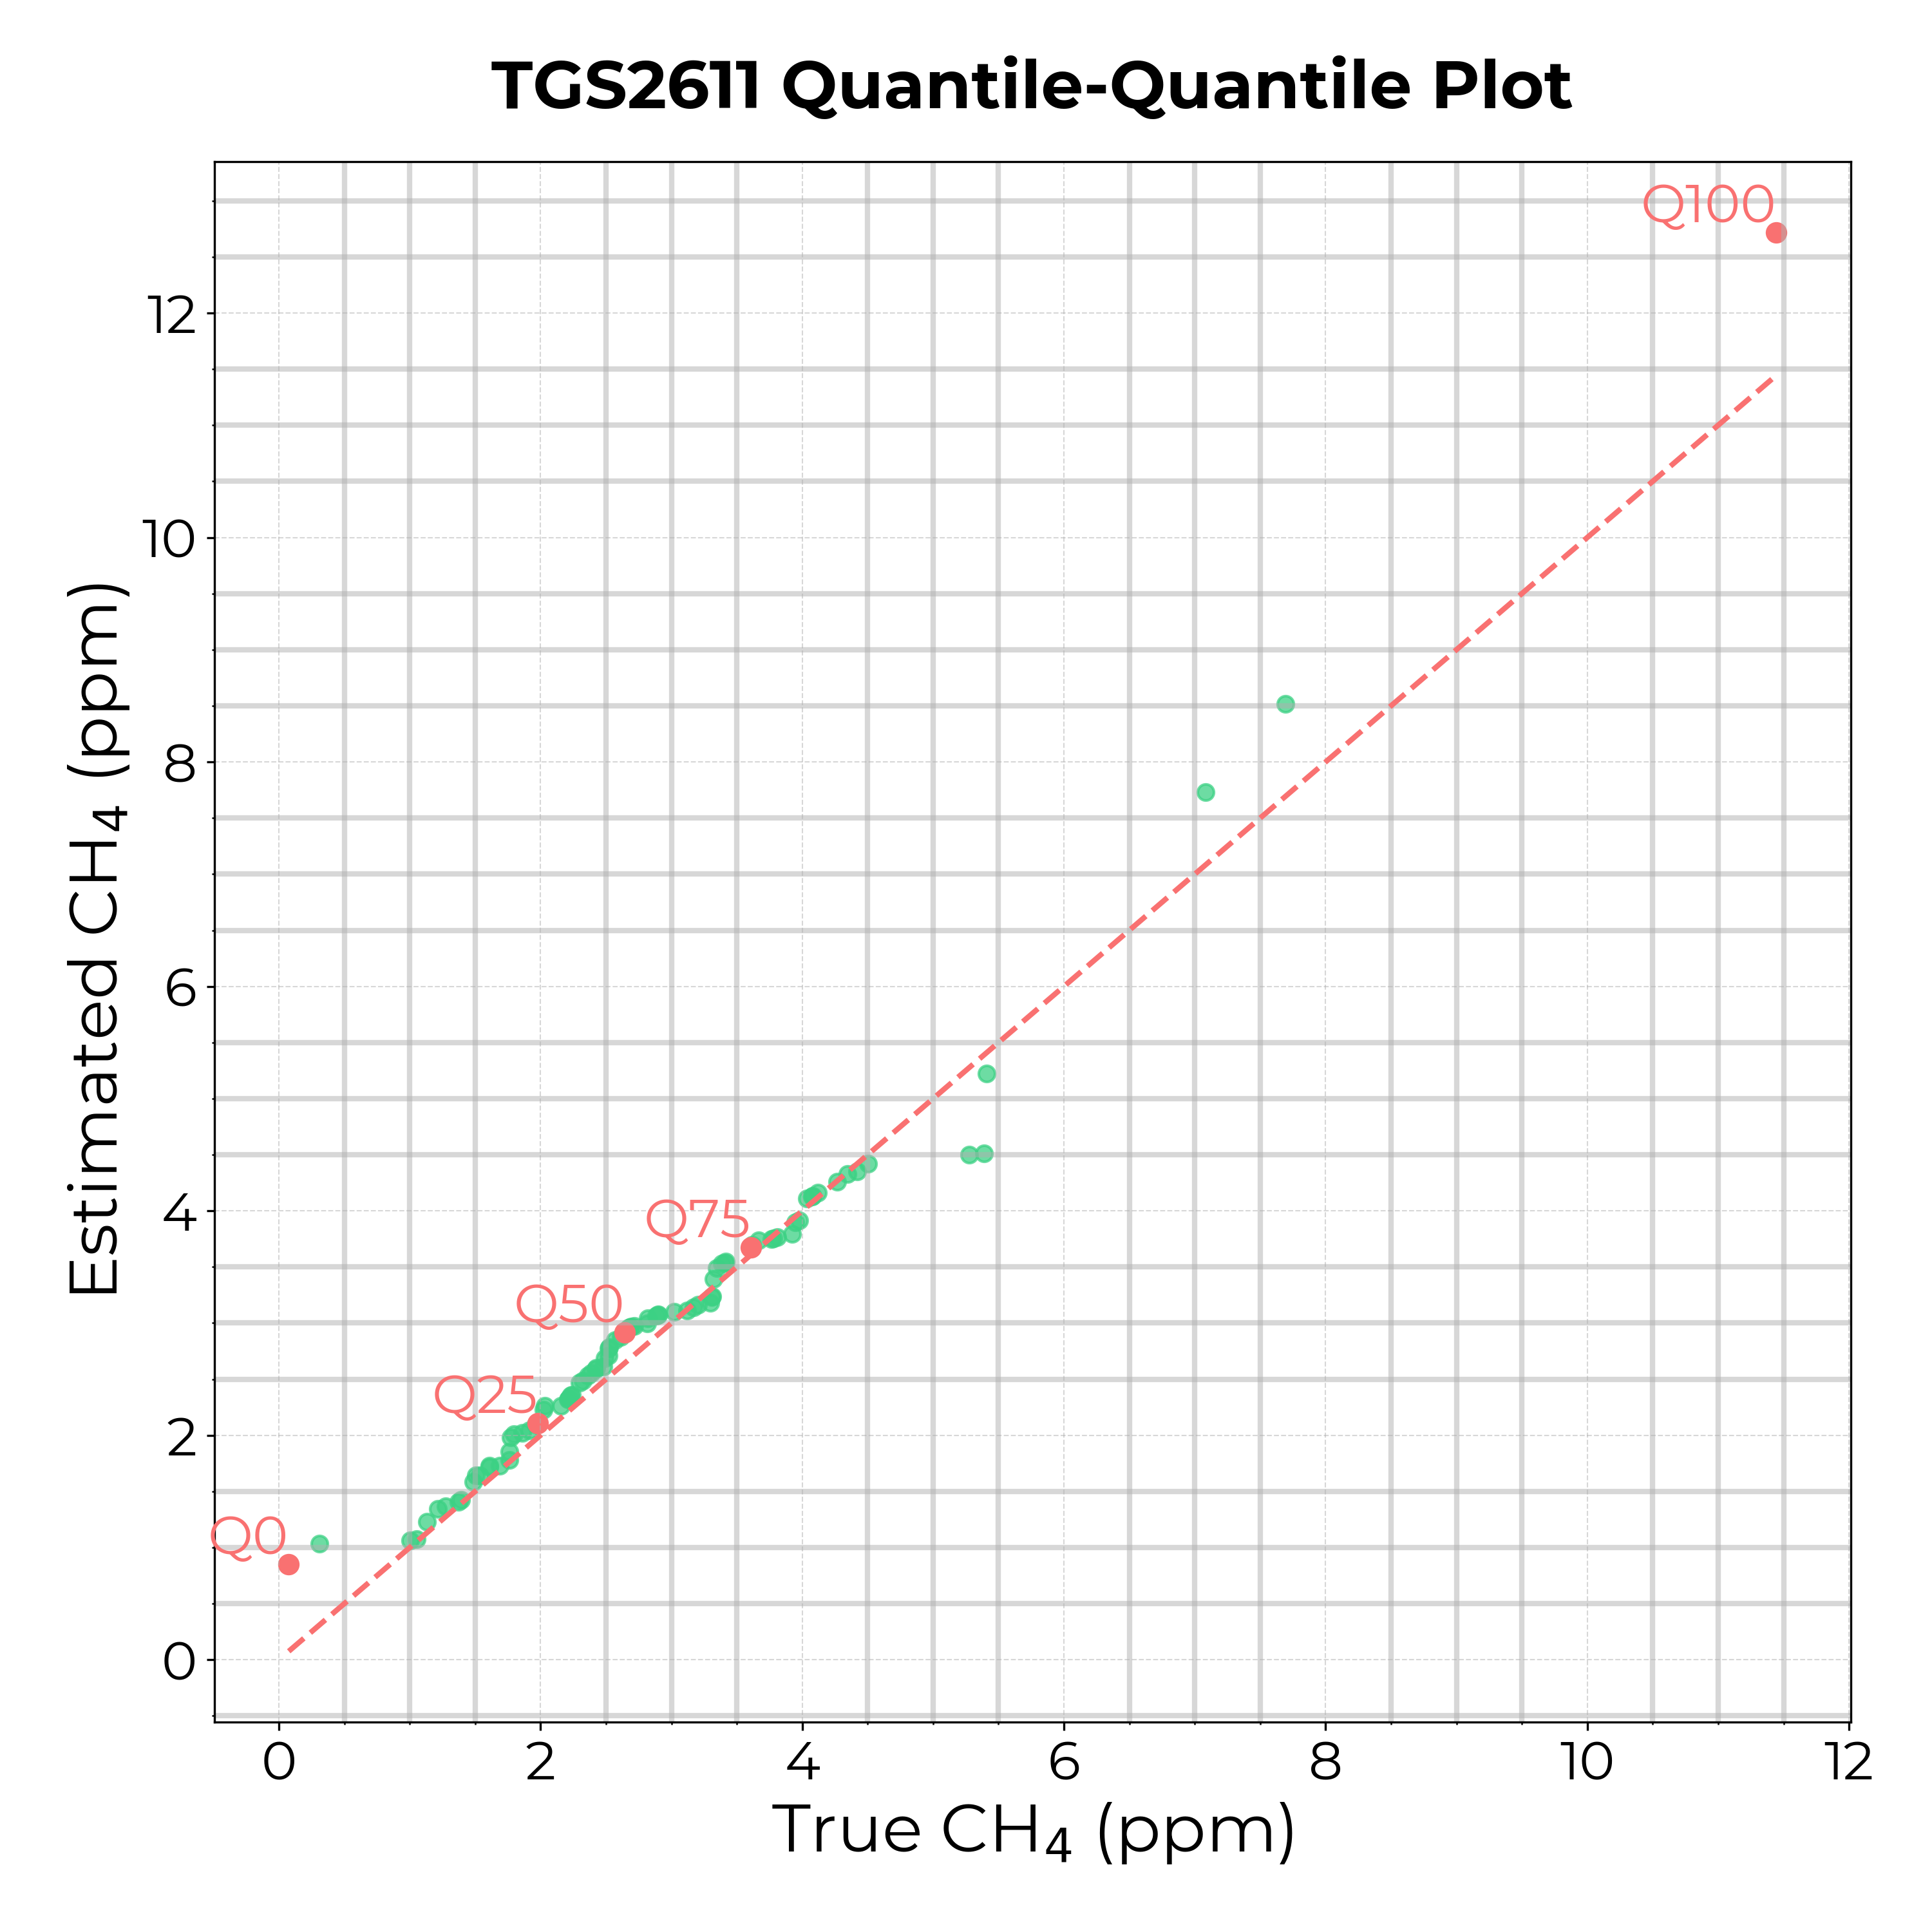 TGS2611 Quantile-Quantile Plot
Q100
12
10
Estimated CH₄ (ppm)
8
6
4
Q75
Q50
Q25
2
Q0
0
0 2 4 6 8 10 12
True CH₄ (ppm)